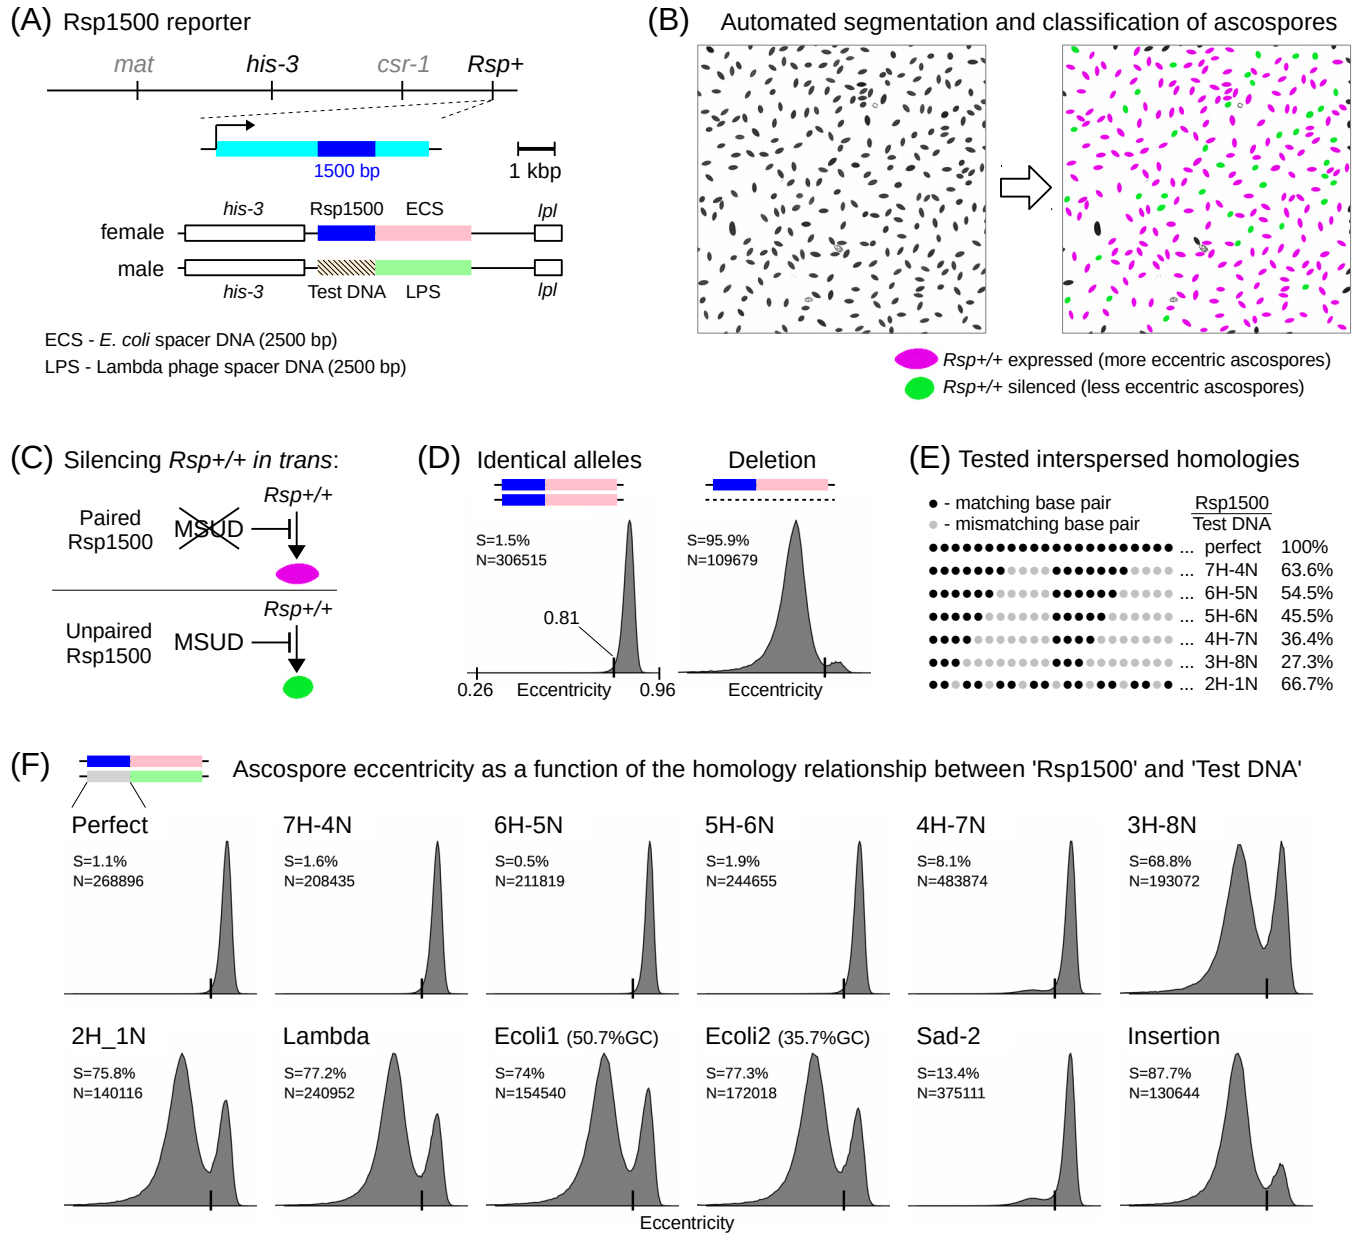 (A) Rsp1500 reporter
mat his-3 csr-1 Rsp+
1500 bp
1 kbp
his-3 Rsp1500 ECS lpl
female
male
his-3 Test DNA LPS lpl
ECS - E. coli spacer DNA (2500 bp)
LPS - Lambda phage spacer DNA (2500 bp)
(B) Automated segmentation and classification of ascospores
Rsp+/+ expressed (more eccentric ascospores)
Rsp+/+ silenced (less eccentric ascospores)
(C) Silencing Rsp+/+ in trans:
Rsp+/+
Paired
Rsp1500
MSUD
Rsp+/+
Unpaired
Rsp1500
MSUD
(D) Identical alleles Deletion
S=1.5%
N=306515
S=95.9%
N=109679
0.81
0.26 Eccentricity 0.96
Eccentricity
(E) Tested interspersed homologies
- matching base pair
- mismatching base pair
Rsp1500
Test DNA
... perfect 100%
... 7H-4N 63.6%
... 6H-5N 54.5%
... 5H-6N 45.5%
... 4H-7N 36.4%
... 3H-8N 27.3%
... 2H-1N 66.7%
(F) Ascospore eccentricity as a function of the homology relationship between 'Rsp1500' and 'Test DNA'
Perfect
S=1.1%
N=268896
7H-4N
S=1.6%
N=208435
6H-5N
S=0.5%
N=211819
5H-6N
S=1.9%
N=244655
4H-7N
S=8.1%
N=483874
3H-8N
S=68.8%
N=193072
2H_1N
S=75.8%
N=140116
Lambda
S=77.2%
N=240952
Ecoli1 (50.7%GC)
S=74%
N=154540
Ecoli2 (35.7%GC)
S=77.3%
N=172018
Sad-2
S=13.4%
N=375111
Insertion
S=87.7%
N=130644
Eccentricity